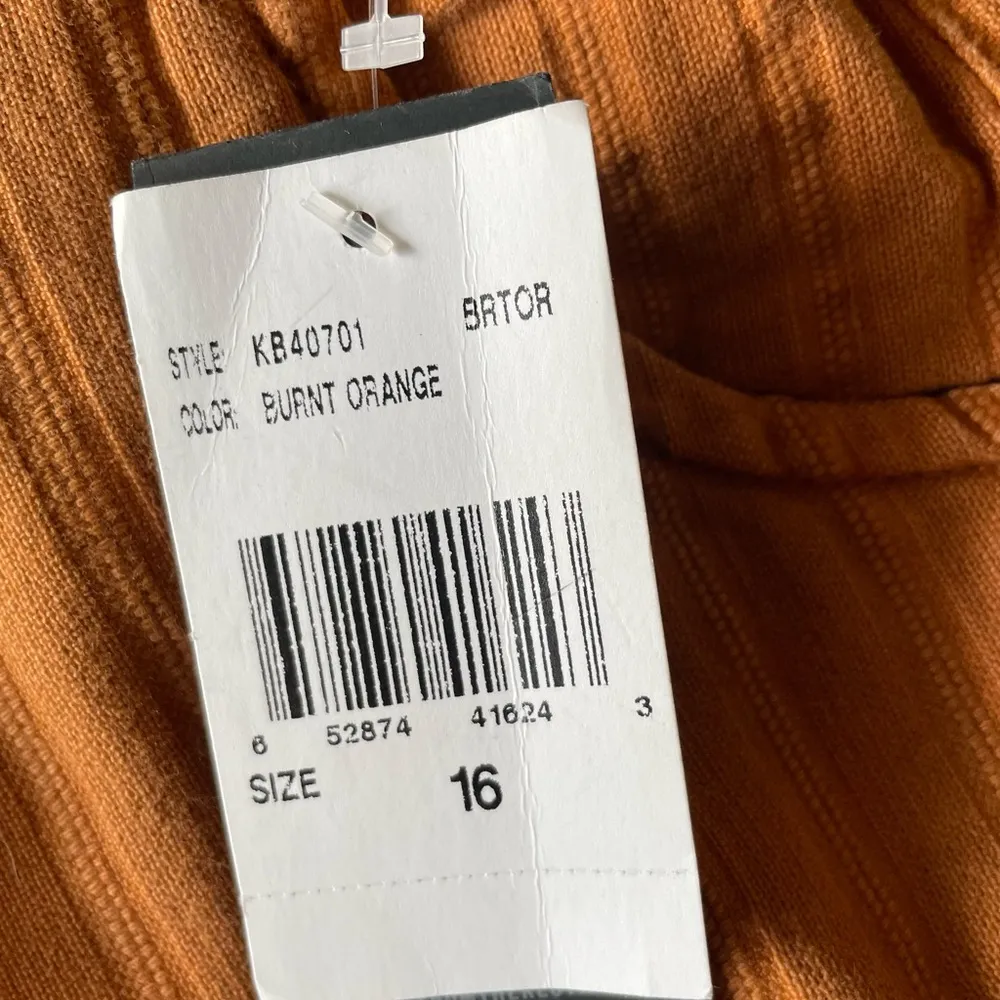 BRTOR
STYLE: KB40701
COLOR: BURNT ORANGE
6 52874 41624 3
SIZE 16